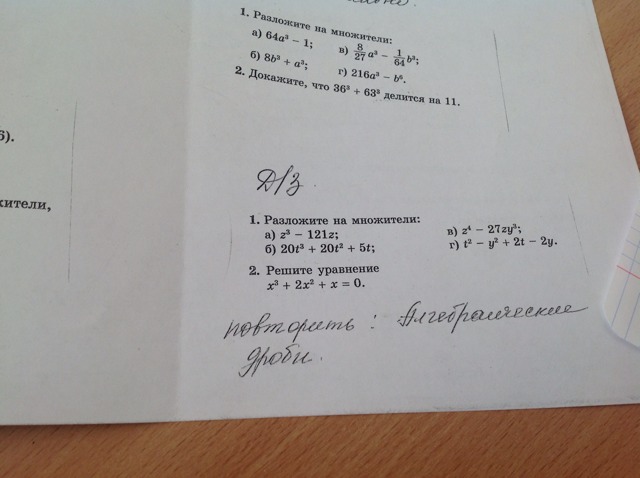 1. Разложите на множители:
а) 64a³ − 1; в) 8/27 a³ − 1/64 b³;
б) 8b³ + a³; г) 216a³ − b⁶.
2. Докажите, что 36³ + 63³ делится на 11.
6).
жители,
Д/З.
1. Разложите на множители:
а) z³ − 121z; в) z⁴ − 27zy³;
б) 20t³ + 20t² + 5t; г) t² − y² + 2t − 2y.
2. Решите уравнение
x³ + 2x² + x = 0.
повторить: Алгебраические
дроби.